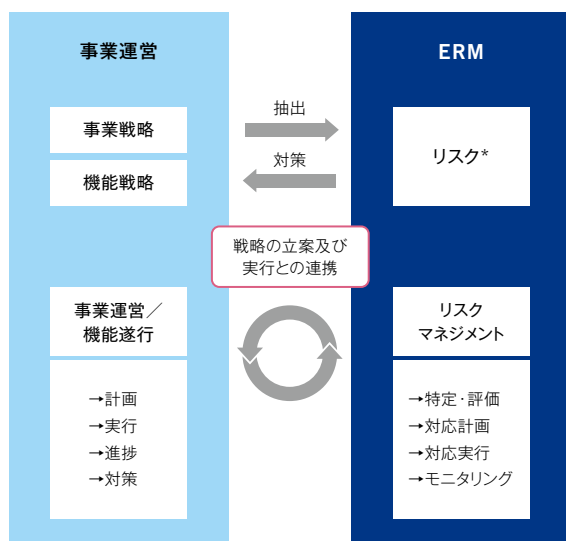 事業運営
ERM
事業戦略
機能戦略
抽出
対策
リスク*
戦略の立案及び
実行との連携
事業運営／
機能遂行
→計画
→実行
→進捗
→対策
リスク
マネジメント
→特定・評価
→対応計画
→対応実行
→モニタリング